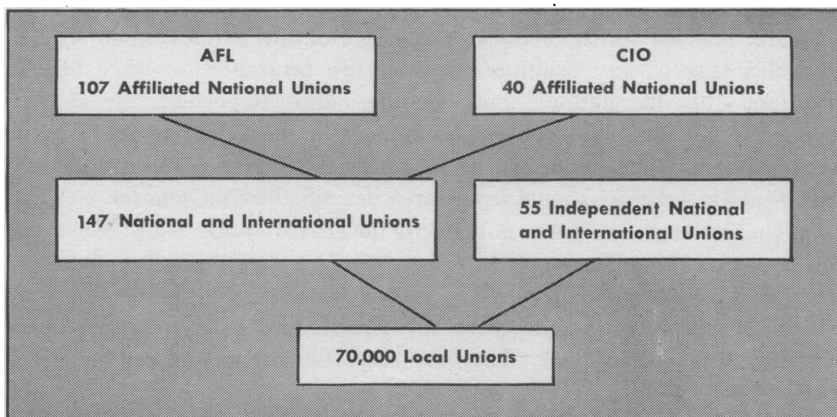 AFL
107 Affiliated National Unions
CIO
40 Affiliated National Unions
147 National and International Unions
55 Independent National
and International Unions
70,000 Local Unions